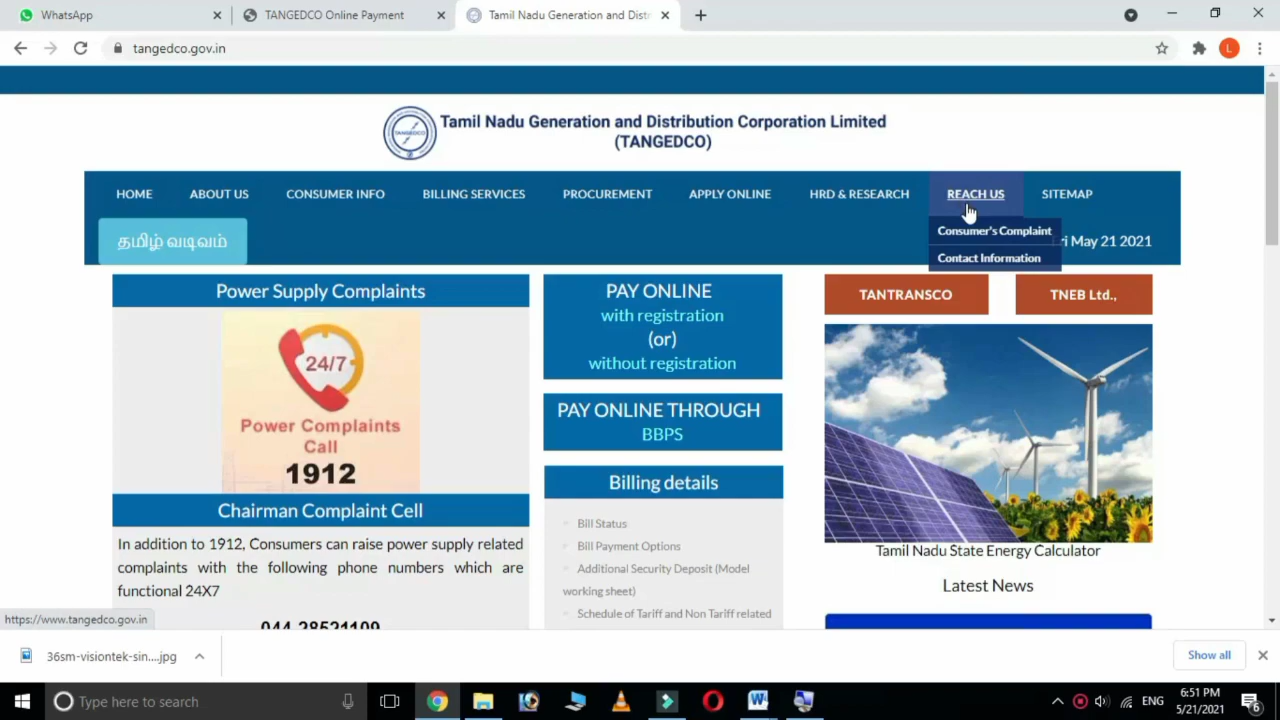 WhatsApp
TANGEDCO Online Payment
Tamil Nadu Generation and Distr
tangedco.gov.in
L
TANGEDCO
Tamil Nadu Generation and Distribution Corporation Limited
(TANGEDCO)
HOME ABOUT US CONSUMER INFO BILLING SERVICES PROCUREMENT APPLY ONLINE HRD & RESEARCH REACH US SITEMAP
Consumer's Complaint
Contact Information
தமிழ் வடிவம்
ri May 21 2021
Power Supply Complaints
24/7
Power Complaints
Call
1912
Chairman Complaint Cell
In addition to 1912, Consumers can raise power supply related
complaints with the following phone numbers which are
functional 24X7
044-28521109
PAY ONLINE
with registration
(or)
without registration
PAY ONLINE THROUGH
BBPS
Billing details
Bill Status
Bill Payment Options
Additional Security Deposit (Model
working sheet)
Schedule of Tariff and Non Tariff related
TANTRANSCO
TNEB Ltd.,
Tamil Nadu State Energy Calculator
Latest News
https://www.tangedco.gov.in
36sm-visiontek-sin....jpg
Show all
Type here to search
ENG
6:51 PM
5/21/2021
6